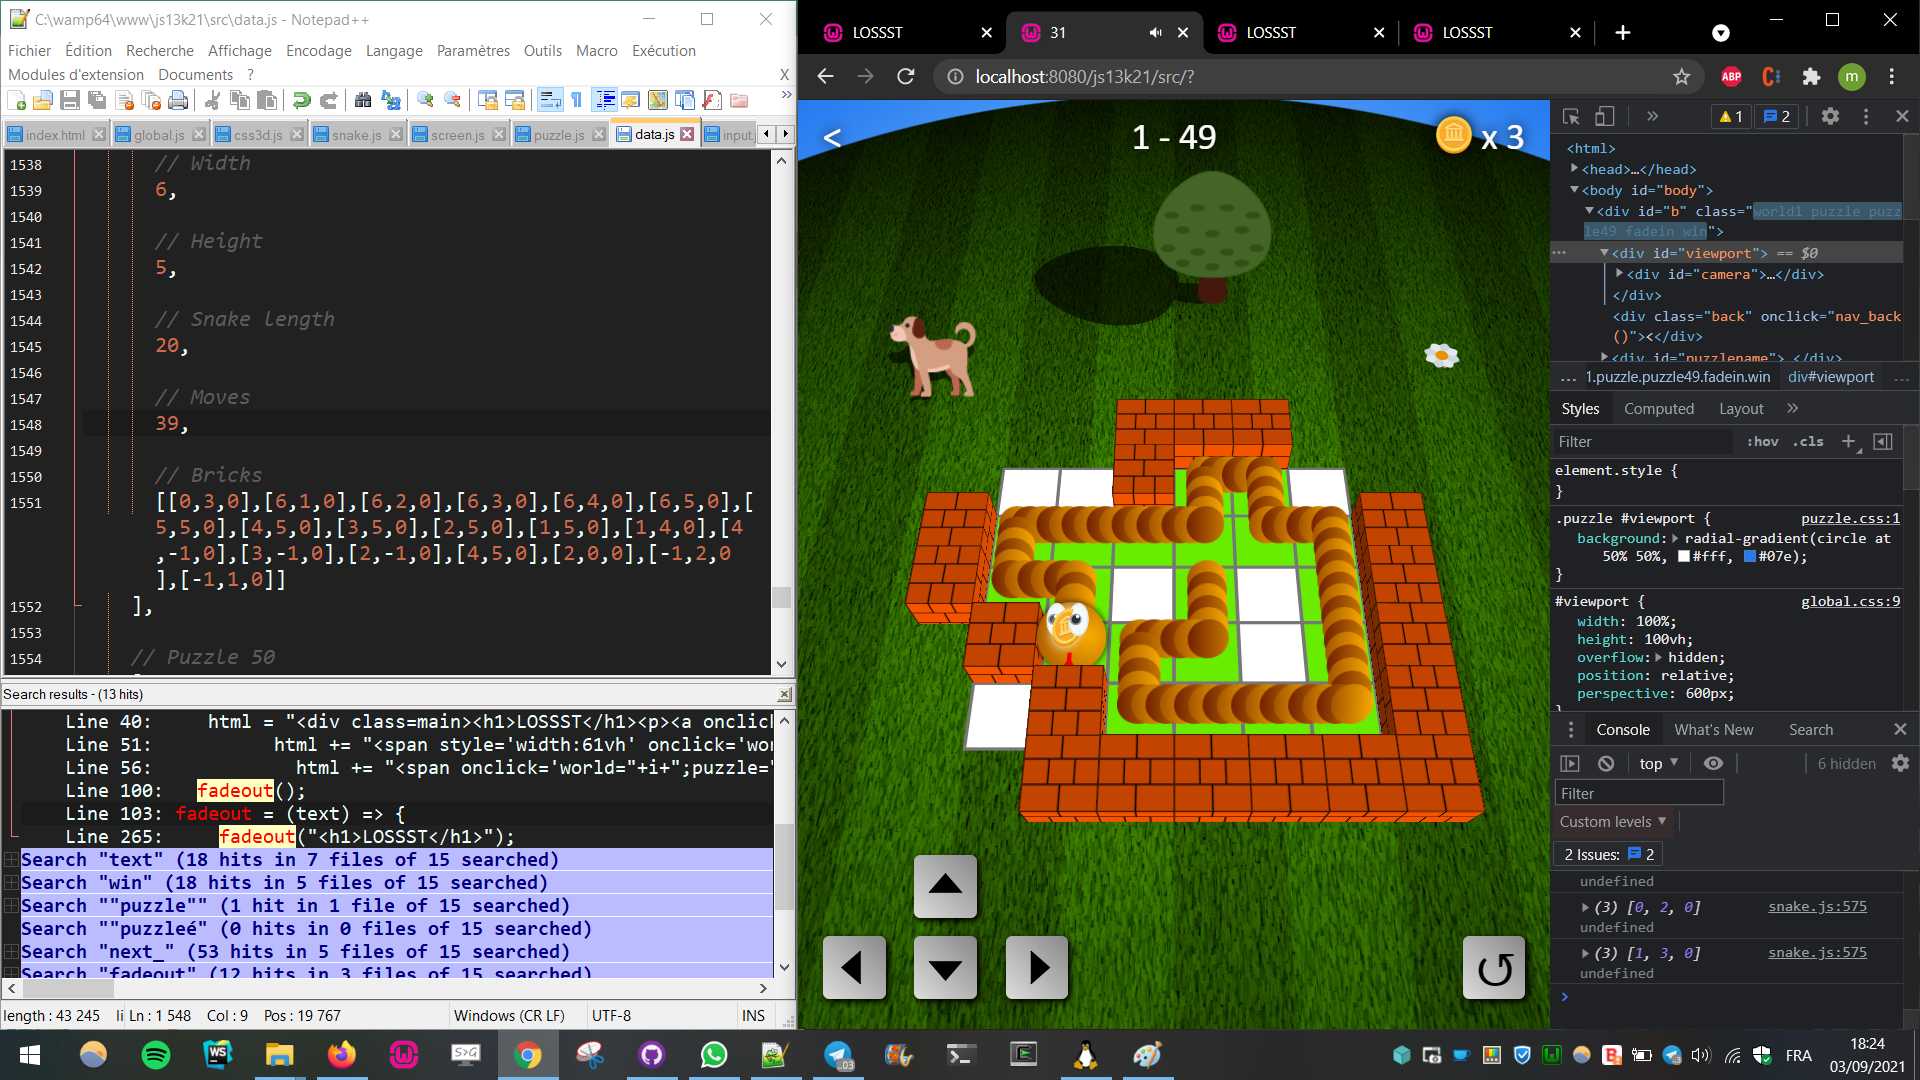 C:\wamp64\www\js13k21\src\data.js - Notepad++
Fichier Édition Recherche Affichage Encodage Langage Paramètres Outils Macro Exécution
Modules d'extension Documents ? X
index.html global.js css3d.js snake.js screen.js puzzle.js data.js input.
1538 // Width
1539 6,
1540
1541 // Height
1542 5,
1543
1544 // Snake length
1545 20,
1546
1547 // Moves
1548 39,
1549
1550 // Bricks
1551 [[0,3,0],[6,1,0],[6,2,0],[6,3,0],[6,4,0],[6,5,0],[
5,5,0],[4,5,0],[3,5,0],[2,5,0],[1,5,0],[1,4,0],[4
,-1,0],[3,-1,0],[2,-1,0],[4,5,0],[2,0,0],[-1,2,0
],[-1,1,0]]
1552 ],
1553
1554 // Puzzle 50
Search results - (13 hits)
Line 40: html = "<div class=main><h1>LOSSST</h1><p><a onclic
Line 51: html += "<span style='width:61vh' onclick='wo
Line 56: html += "<span onclick='world="+i+";puzzle=
Line 100: fadeout();
Line 103: fadeout = (text) => {
Line 265: fadeout("<h1>LOSSST</h1>");
Search "text" (18 hits in 7 files of 15 searched)
Search "win" (18 hits in 5 files of 15 searched)
Search ""puzzle"" (1 hit in 1 file of 15 searched)
Search ""puzzleé" (0 hits in 0 files of 15 searched)
Search "next_" (53 hits in 5 files of 15 searched)
Search "fadeout" (12 hits in 3 files of 15 searched)
length : 43 245 li Ln : 1 548 Col : 9 Pos : 19 767 Windows (CR LF) UTF-8 INS
LOSSST 31 LOSSST LOSSST
localhost:8080/js13k21/src/? ABP m
< 1 - 49 x 3
1 2
<html>
<head>…</head>
<body id="body">
<div id="b" class="world1 puzzle puzz
le49 fadein win">
<div id="viewport"> == $0
<div id="camera">…</div>
</div>
<div class="back" onclick="nav_back
()"><</div>
<div id="puzzlename"> </div>
... 1.puzzle.puzzle49.fadein.win div#viewport ...
Styles Computed Layout
Filter :hov .cls
element.style {
}
.puzzle #viewport { puzzle.css:1
background: radial-gradient(circle at
50% 50%, #fff, #07e);
}
#viewport { global.css:9
width: 100%;
height: 100vh;
overflow: hidden;
position: relative;
perspective: 600px;
Console What's New Search
top 6 hidden
Filter
Custom levels
2 Issues: 2
undefined
(3) [0, 2, 0] snake.js:575
undefined
(3) [1, 3, 0] snake.js:575
undefined
FRA
18:24
03/09/2021